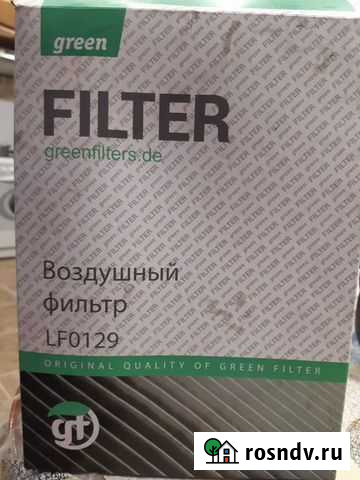 green
FILTER
greenfilters.de
Воздушный
фильтр
LF0129
ORIGINAL QUALITY OF GREEN FILTER
gf
rosndv.ru